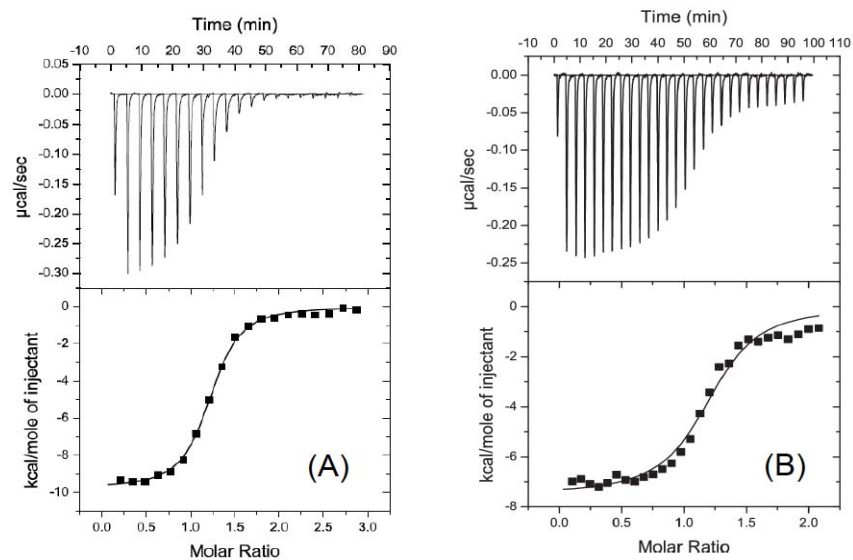 Time (min)
-10 0 10 20 30 40 50 60 70 80 90
0.05
0.00
-0.05
-0.10
-0.15
-0.20
-0.25
-0.30
µcal/sec
0
-2
-4
-6
-8
-10
kcal/mole of injectant
(A)
0.0 0.5 1.0 1.5 2.0 2.5 3.0
Molar Ratio
Time (min)
-10 0 10 20 30 40 50 60 70 80 90 100 110
0.00
-0.05
-0.10
-0.15
-0.20
-0.25
µcal/sec
0
-2
-4
-6
-8
kcal/mole of injectant
(B)
0.0 0.5 1.0 1.5 2.0
Molar Ratio